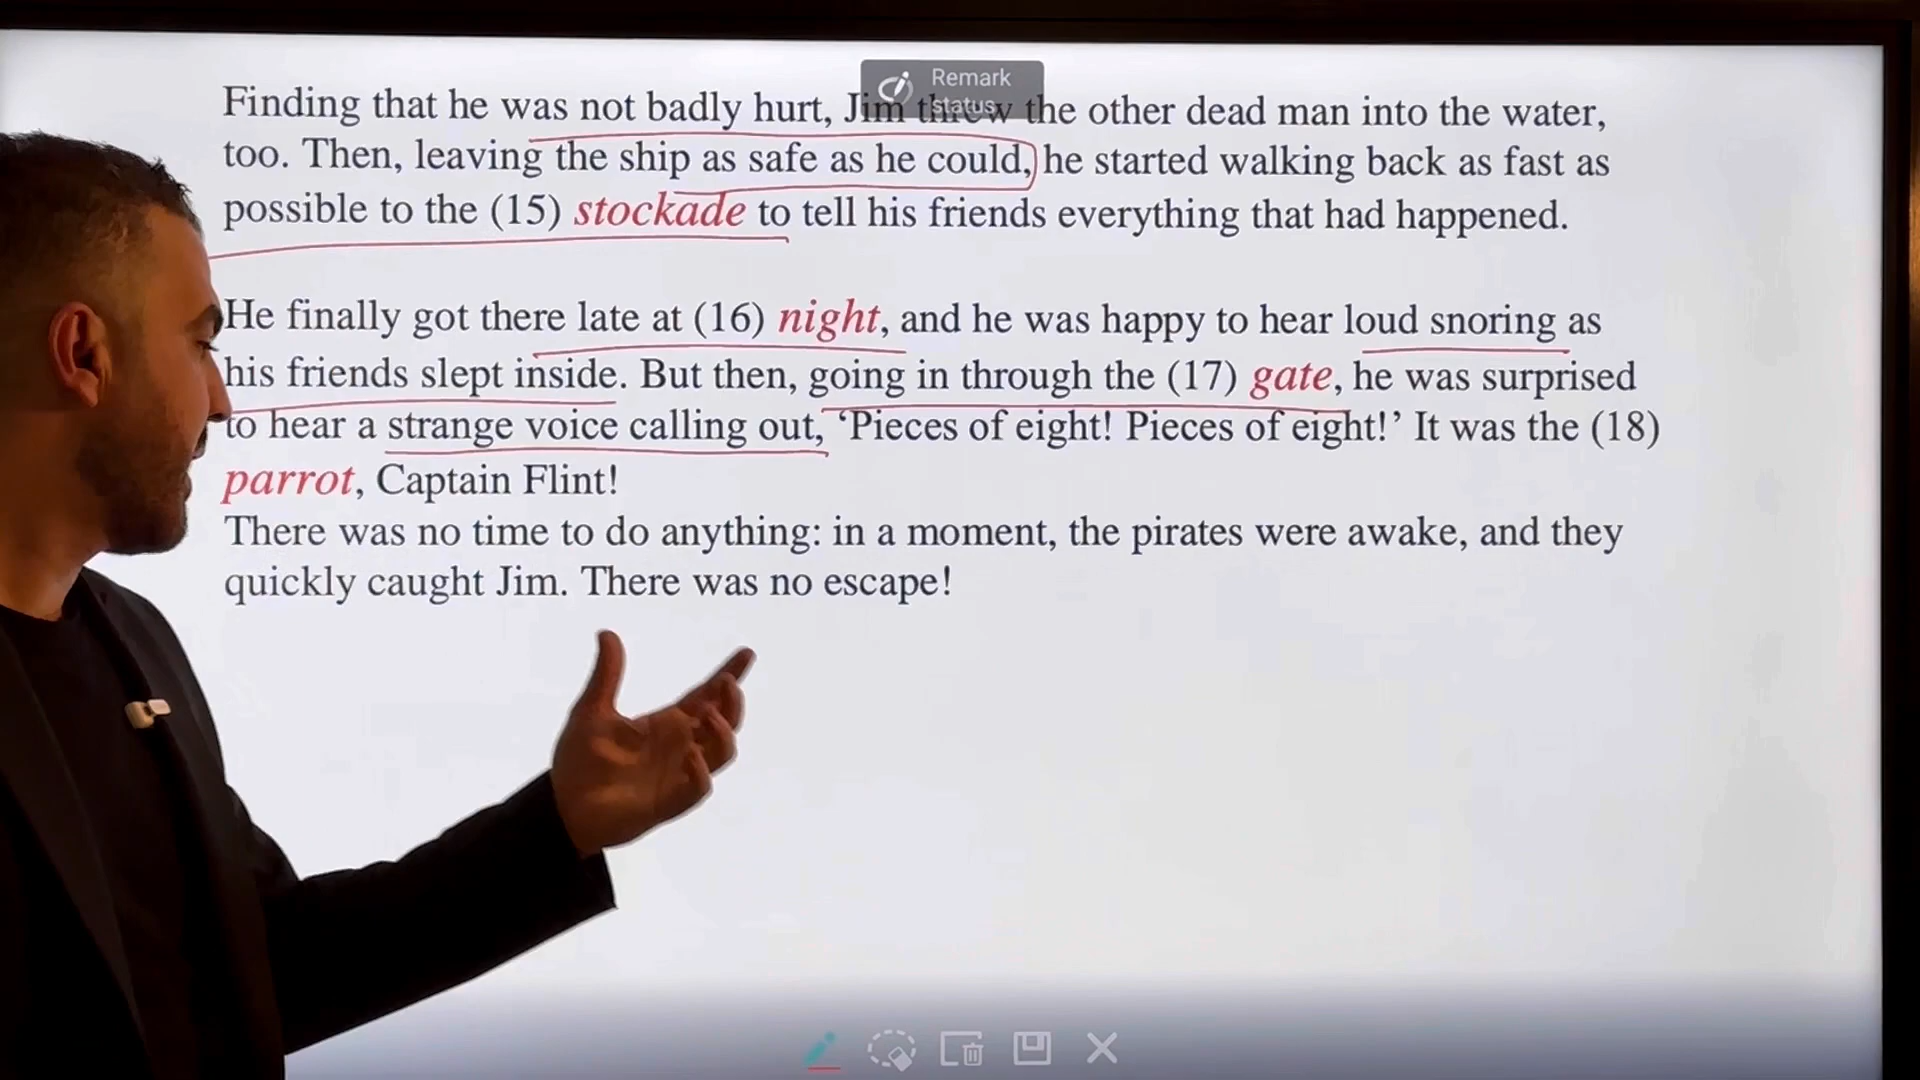 Remark
status
Finding that he was not badly hurt, Jim threw the other dead man into the water,
too. Then, leaving the ship as safe as he could, he started walking back as fast as
possible to the (15) stockade to tell his friends everything that had happened.
He finally got there late at (16) night, and he was happy to hear loud snoring as
his friends slept inside. But then, going in through the (17) gate, he was surprised
to hear a strange voice calling out, ‘Pieces of eight! Pieces of eight!’ It was the (18)
parrot, Captain Flint!
There was no time to do anything: in a moment, the pirates were awake, and they
quickly caught Jim. There was no escape!